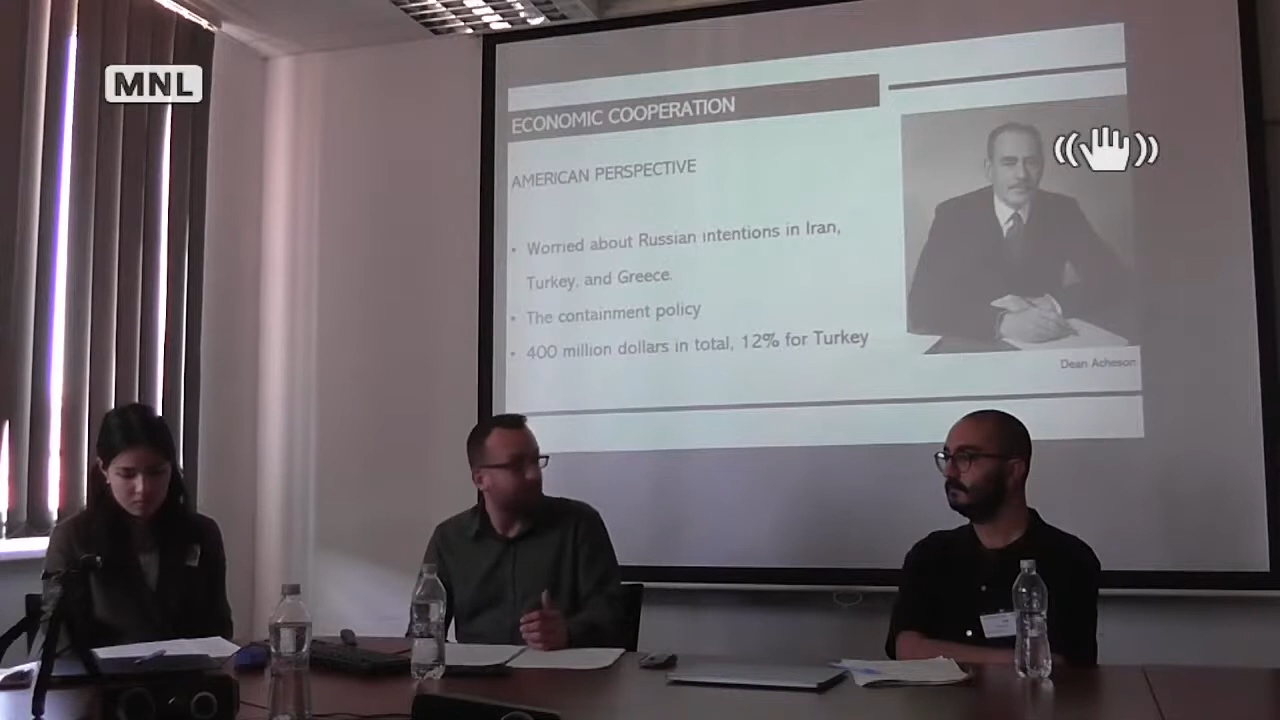 MNL
ECONOMIC COOPERATION
AMERICAN PERSPECTIVE
• Worried about Russian intentions in Iran,
Turkey, and Greece.
• The containment policy
• 400 million dollars in total, 12% for Turkey
Dean Acheson